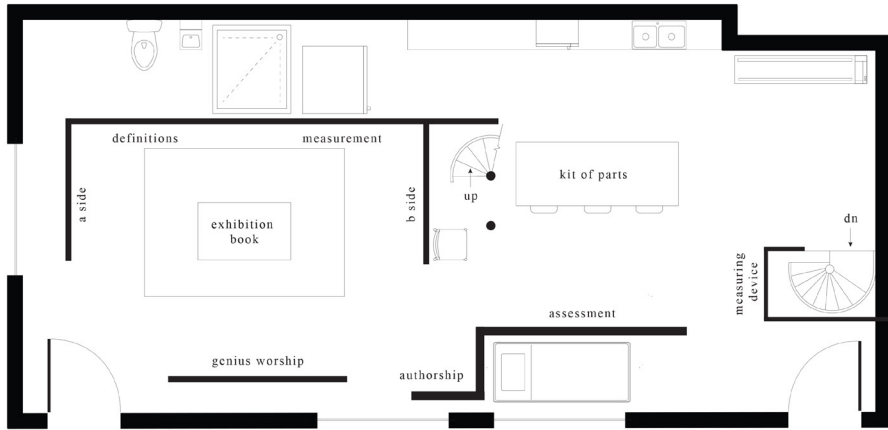 definitions
measurement
a side
b side
exhibition
book
up
kit of parts
dn
measuring
device
assessment
genius worship
authorship